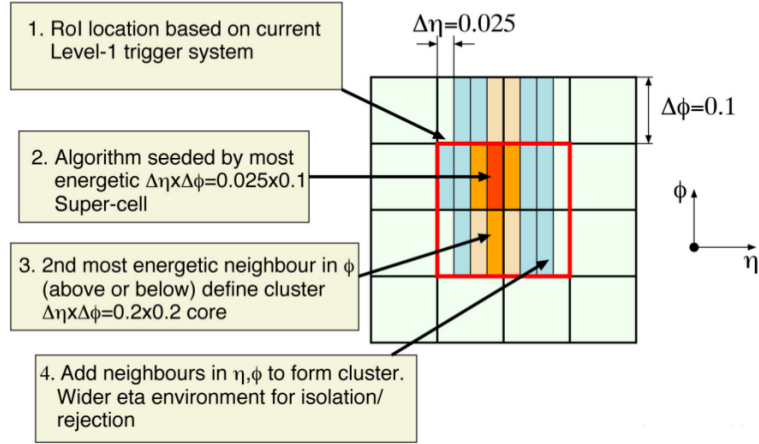 1. RoI location based on current
Level-1 trigger system
Δη=0.025
Δϕ=0.1
2. Algorithm seeded by most
energetic ΔηxΔϕ=0.025x0.1
Super-cell
ϕ
η
3. 2nd most energetic neighbour in ϕ
(above or below) define cluster
ΔηxΔϕ=0.2x0.2 core
4. Add neighbours in η,ϕ to form cluster.
Wider eta environment for isolation/
rejection